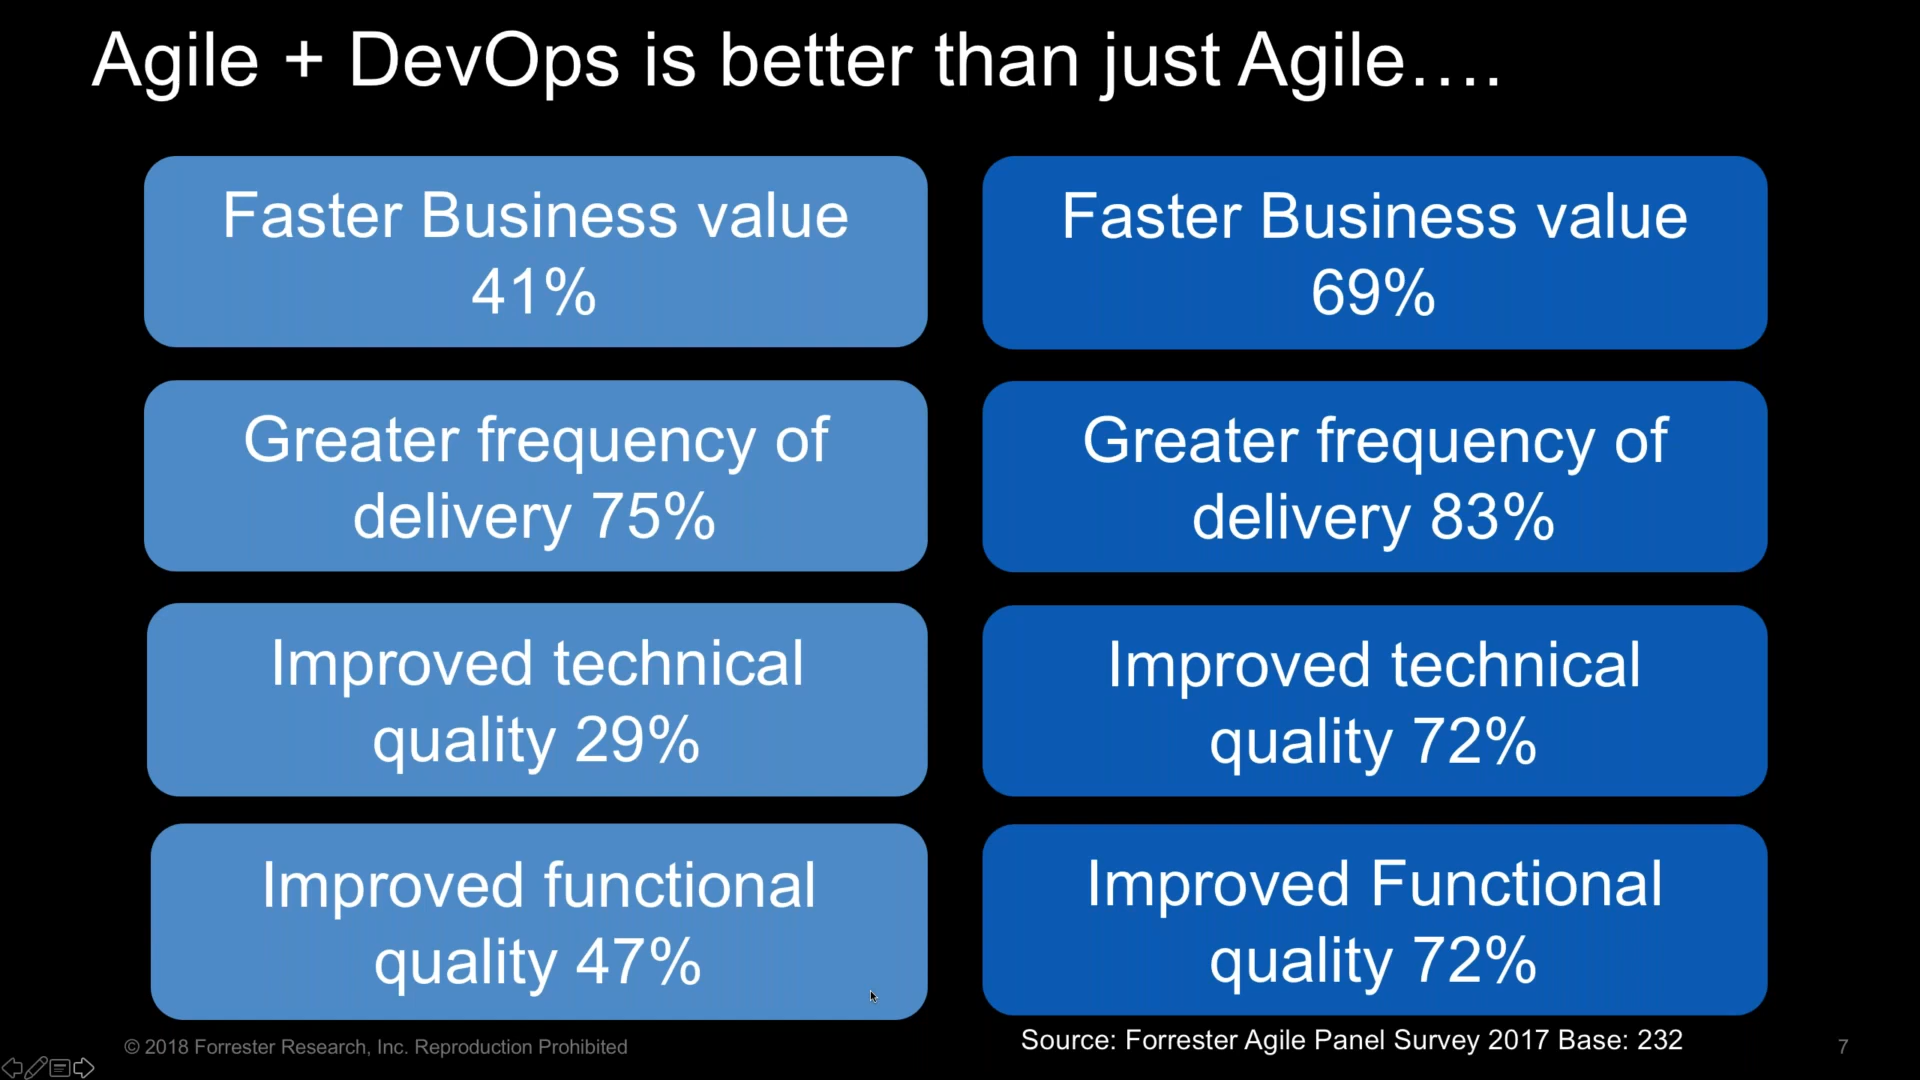 Agile + DevOps is better than just Agile....
Faster Business value
41%
Faster Business value
69%
Greater frequency of
delivery 75%
Greater frequency of
delivery 83%
Improved technical
quality 29%
Improved technical
quality 72%
Improved functional
quality 47%
Improved Functional
quality 72%
© 2018 Forrester Research, Inc. Reproduction Prohibited
Source: Forrester Agile Panel Survey 2017 Base: 232
7